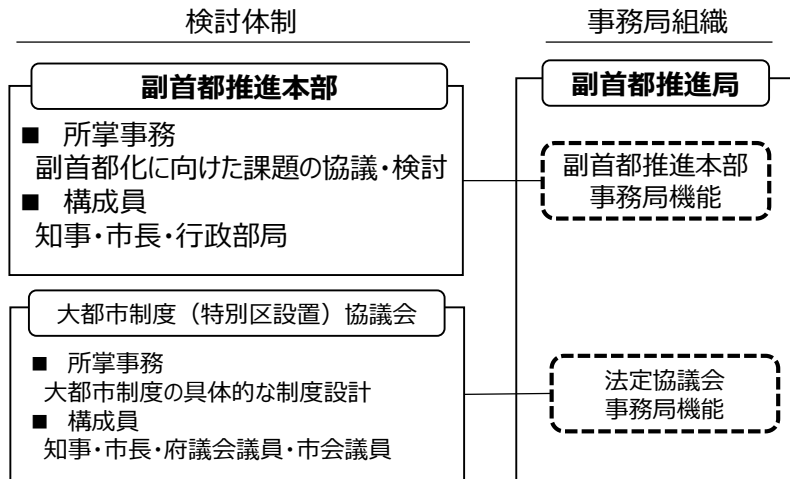 検討体制
事務局組織
副首都推進本部
■ 所掌事務
副首都化に向けた課題の協議・検討
■ 構成員
知事・市長・行政部局
副首都推進局
副首都推進本部
事務局機能
大都市制度（特別区設置）協議会
■ 所掌事務
大都市制度の具体的な制度設計
■ 構成員
知事・市長・府議会議員・市会議員
法定協議会
事務局機能